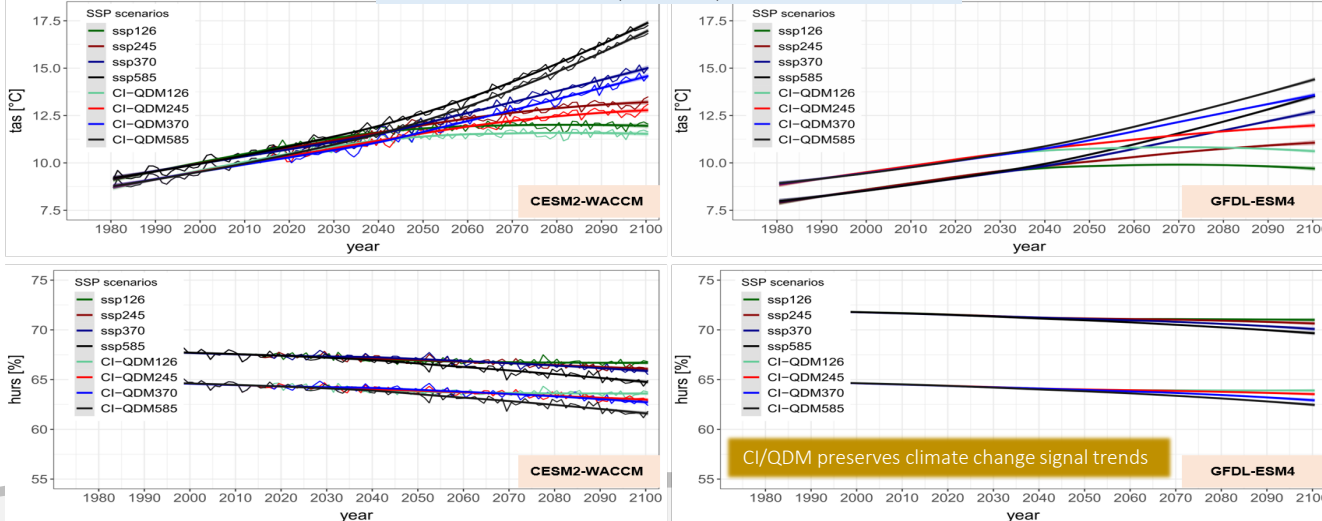 SSP scenarios
ssp126
ssp245
ssp370
ssp585
CI-QDM126
CI-QDM245
CI-QDM370
CI-QDM585
tas [°C]
17.5
15.0
12.5
10.0
7.5
CESM2-WACCM
1980 1990 2000 2010 2020 2030 2040 2050 2060 2070 2080 2090 2100
year
SSP scenarios
ssp126
ssp245
ssp370
ssp585
CI-QDM126
CI-QDM245
CI-QDM370
CI-QDM585
tas [°C]
17.5
15.0
12.5
10.0
7.5
GFDL-ESM4
1980 1990 2000 2010 2020 2030 2040 2050 2060 2070 2080 2090 210
year
SSP scenarios
ssp126
ssp245
ssp370
ssp585
CI-QDM126
CI-QDM245
CI-QDM370
CI-QDM585
hurs [%]
75
70
65
60
55
CESM2-WACCM
1980 1990 2000 2010 2020 2030 2040 2050 2060 2070 2080 2090 2100
year
SSP scenarios
ssp126
ssp245
ssp370
ssp585
CI-QDM126
CI-QDM245
CI-QDM370
CI-QDM585
hurs [%]
75
70
65
60
55
CI/QDM preserves climate change signal trends
GFDL-ESM4
1980 1990 2000 2010 2020 2030 2040 2050 2060 2070 2080 2090 210
year